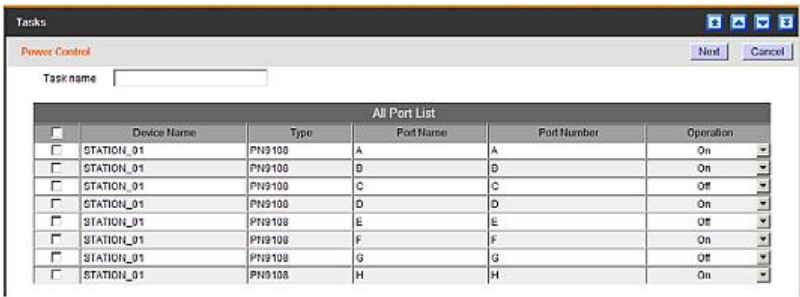 Tasks
Power Control Next Cancel
Task name
All Port List
Device Name Type Port Name Port Number Operation
STATION_01 PN9108 A A On
STATION_01 PN9108 B B On
STATION_01 PN9108 C C Off
STATION_01 PN9108 D D On
STATION_01 PN9108 E E Off
STATION_01 PN9108 F F On
STATION_01 PN9108 G G Off
STATION_01 PN9108 H H On